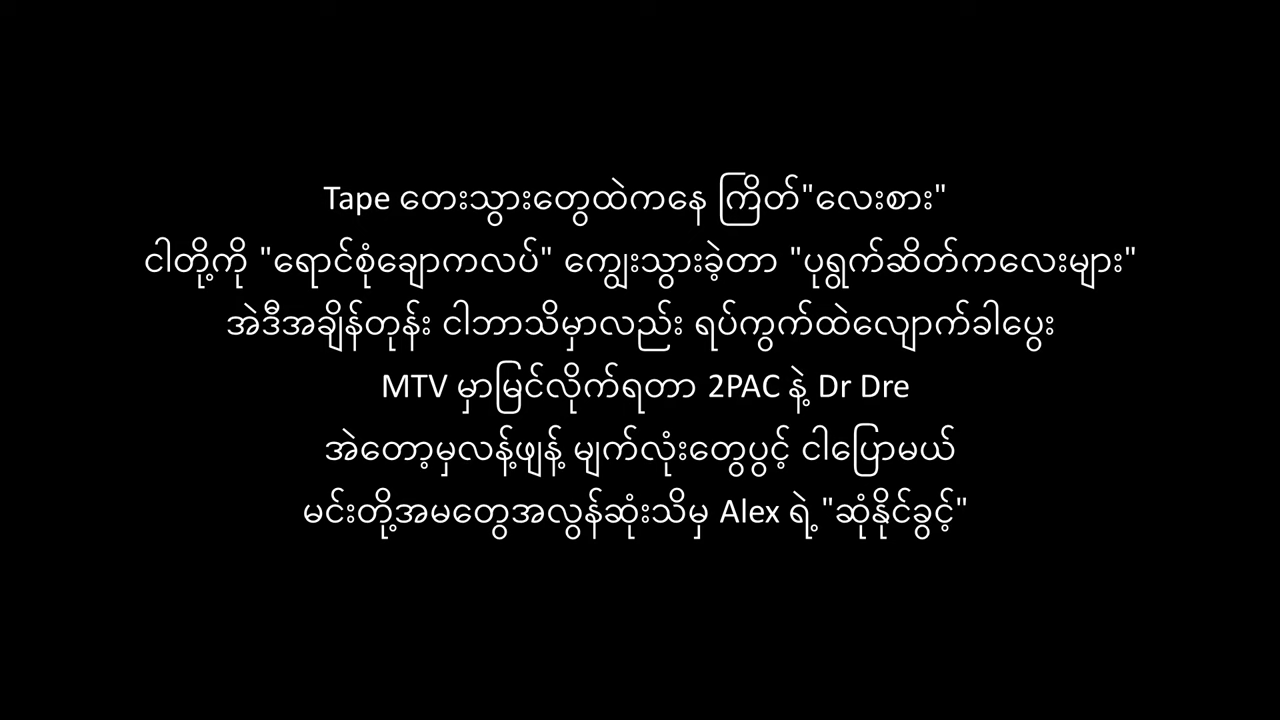 Tape တေးသွားတွေထဲကနေ ကြိတ်"လေးစား"
ငါတို့ကို "ရောင်စုံချောကလပ်" ကျွေးသွားခဲ့တာ "ပုရွက်ဆိတ်ကလေးများ"
အဲဒီအချိန်တုန်း ငါဘာသိမှာလည်း ရပ်ကွက်ထဲလျောက်ခါပွေး
MTV မှာမြင်လိုက်ရတာ 2PAC နဲ့ Dr Dre
အဲတော့မှလန့်ဖျန့် မျက်လုံးတွေပွင့် ငါပြောမယ်
မင်းတို့အမတွေအလွန်ဆုံးသိမှ Alex ရဲ့ "ဆုံနိုင်ခွင့်"